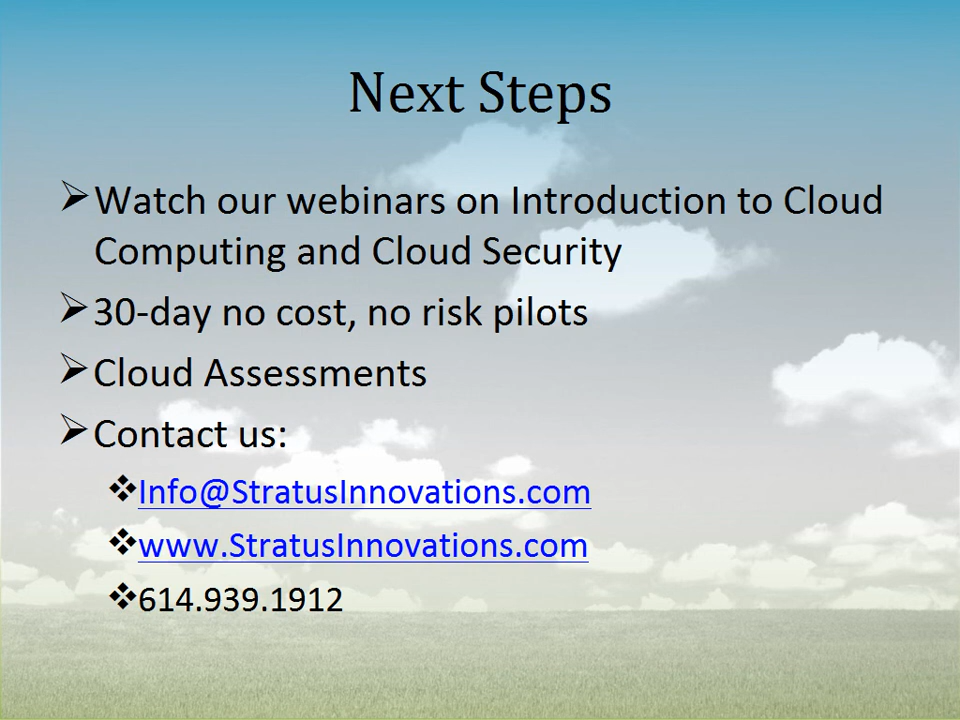 Next Steps
Watch our webinars on Introduction to Cloud
Computing and Cloud Security
30-day no cost, no risk pilots
Cloud Assessments
Contact us:
Info@StratusInnovations.com
www.StratusInnovations.com
614.939.1912